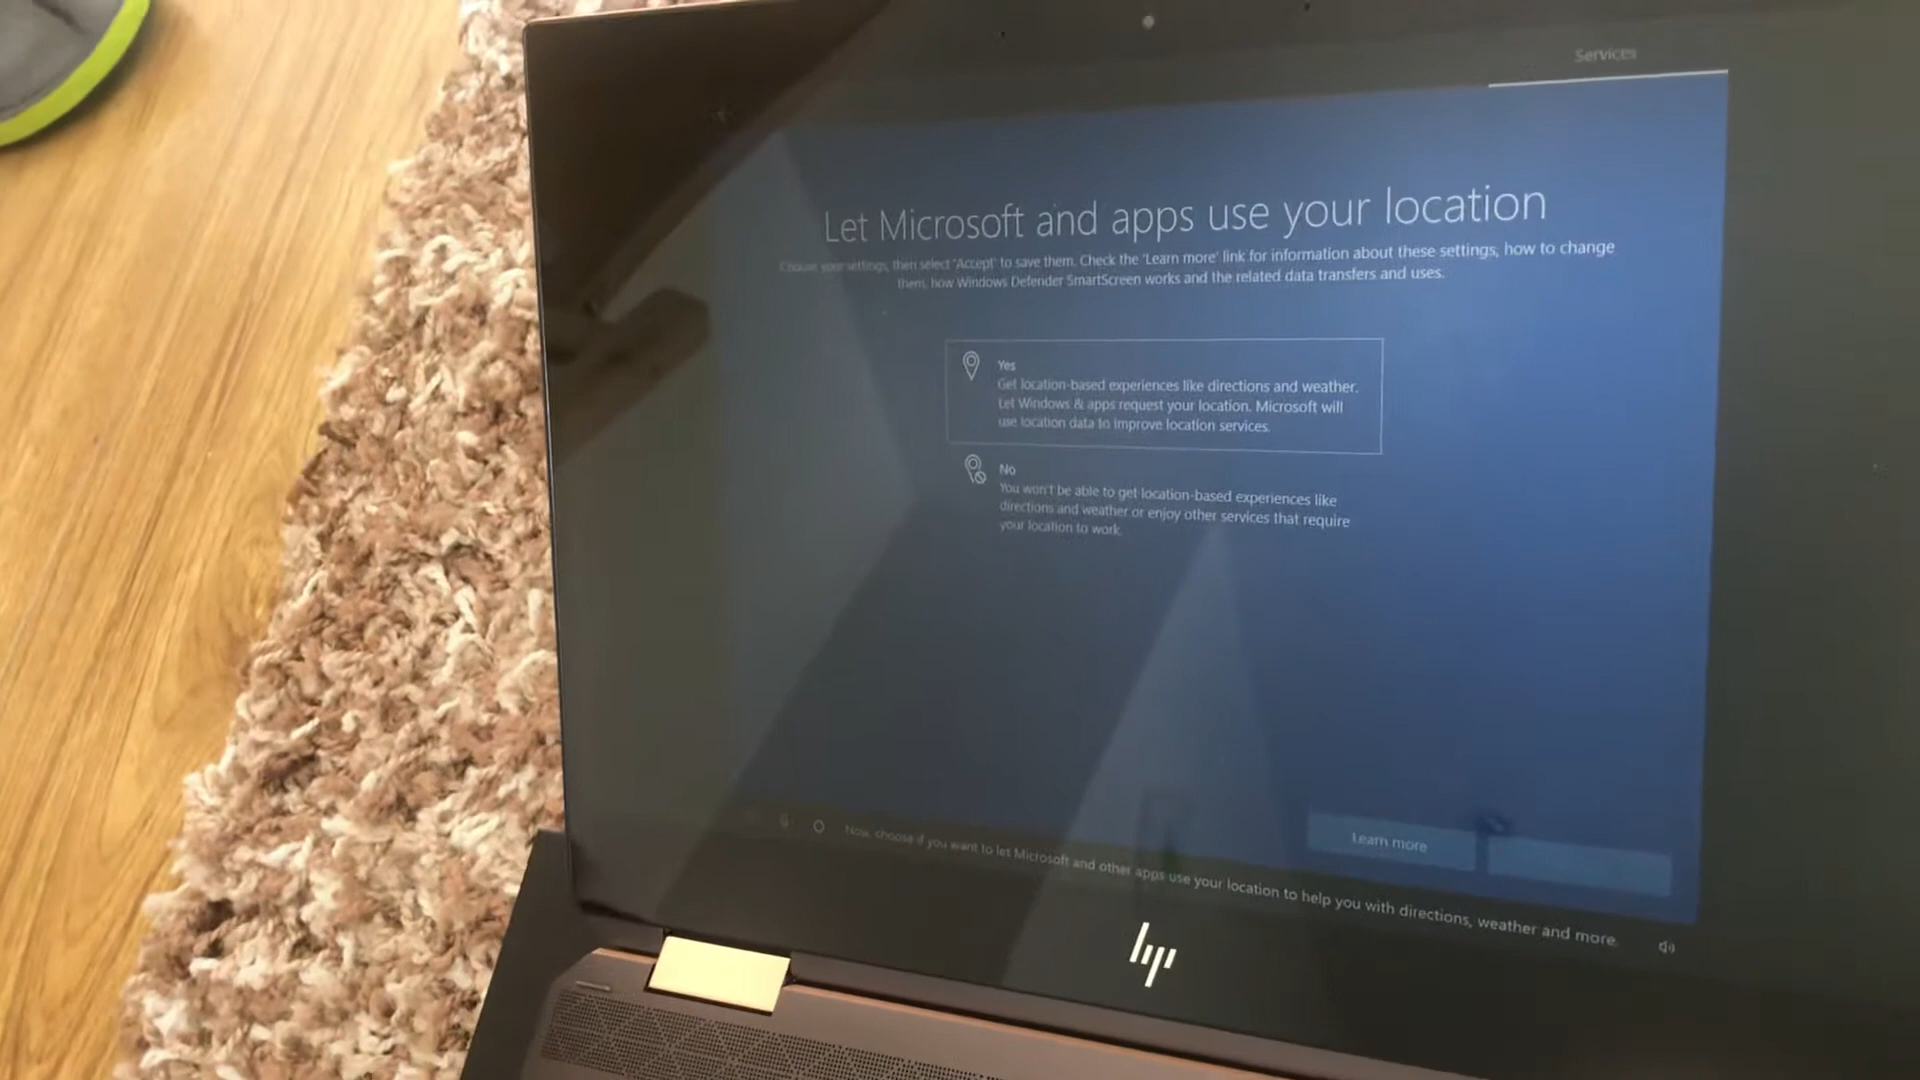 Services
Let Microsoft and apps use your location
Choose your settings, then select 'Accept' to save them. Check the 'Learn more' link for information about these settings, how to change
them, how Windows Defender SmartScreen works and the related data transfers and uses.
Yes
Get location-based experiences like directions and weather.
Let Windows & apps request your location. Microsoft will
use location data to improve location services.
No
You won't be able to get location-based experiences like
directions and weather or enjoy other services that require
your location to work.
Learn more
Now, choose if you want to let Microsoft and other apps use your location to help you with directions, weather and more.
hp